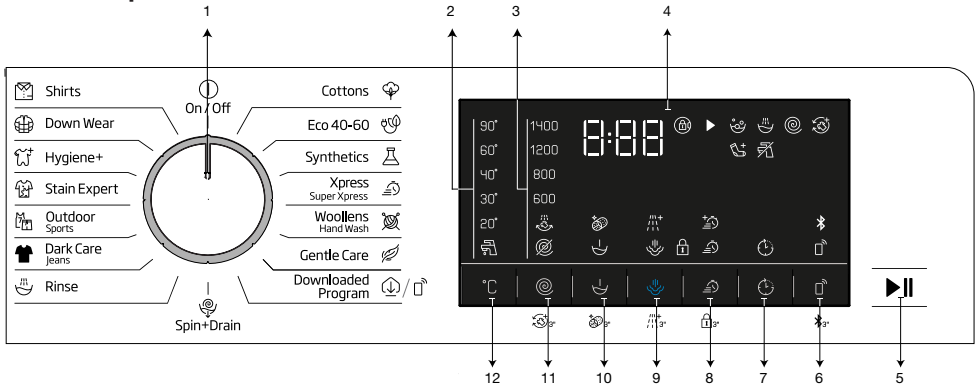 1
2
3
4
On / Off
Shirts
Down Wear
Hygiene+
Stain Expert
Outdoor
Sports
Dark Care
Jeans
Rinse
Spin+Drain
Cottons
Eco 40-60
Synthetics
Xpress
Super Xpress
Woollens
Hand Wash
Gentle Care
Downloaded
Program
/
90°
60°
40°
30°
20°
1400
1200
800
600
8:88
°C
3"
3"
3"
3"
3"
12
11
10
9
8
7
6
5